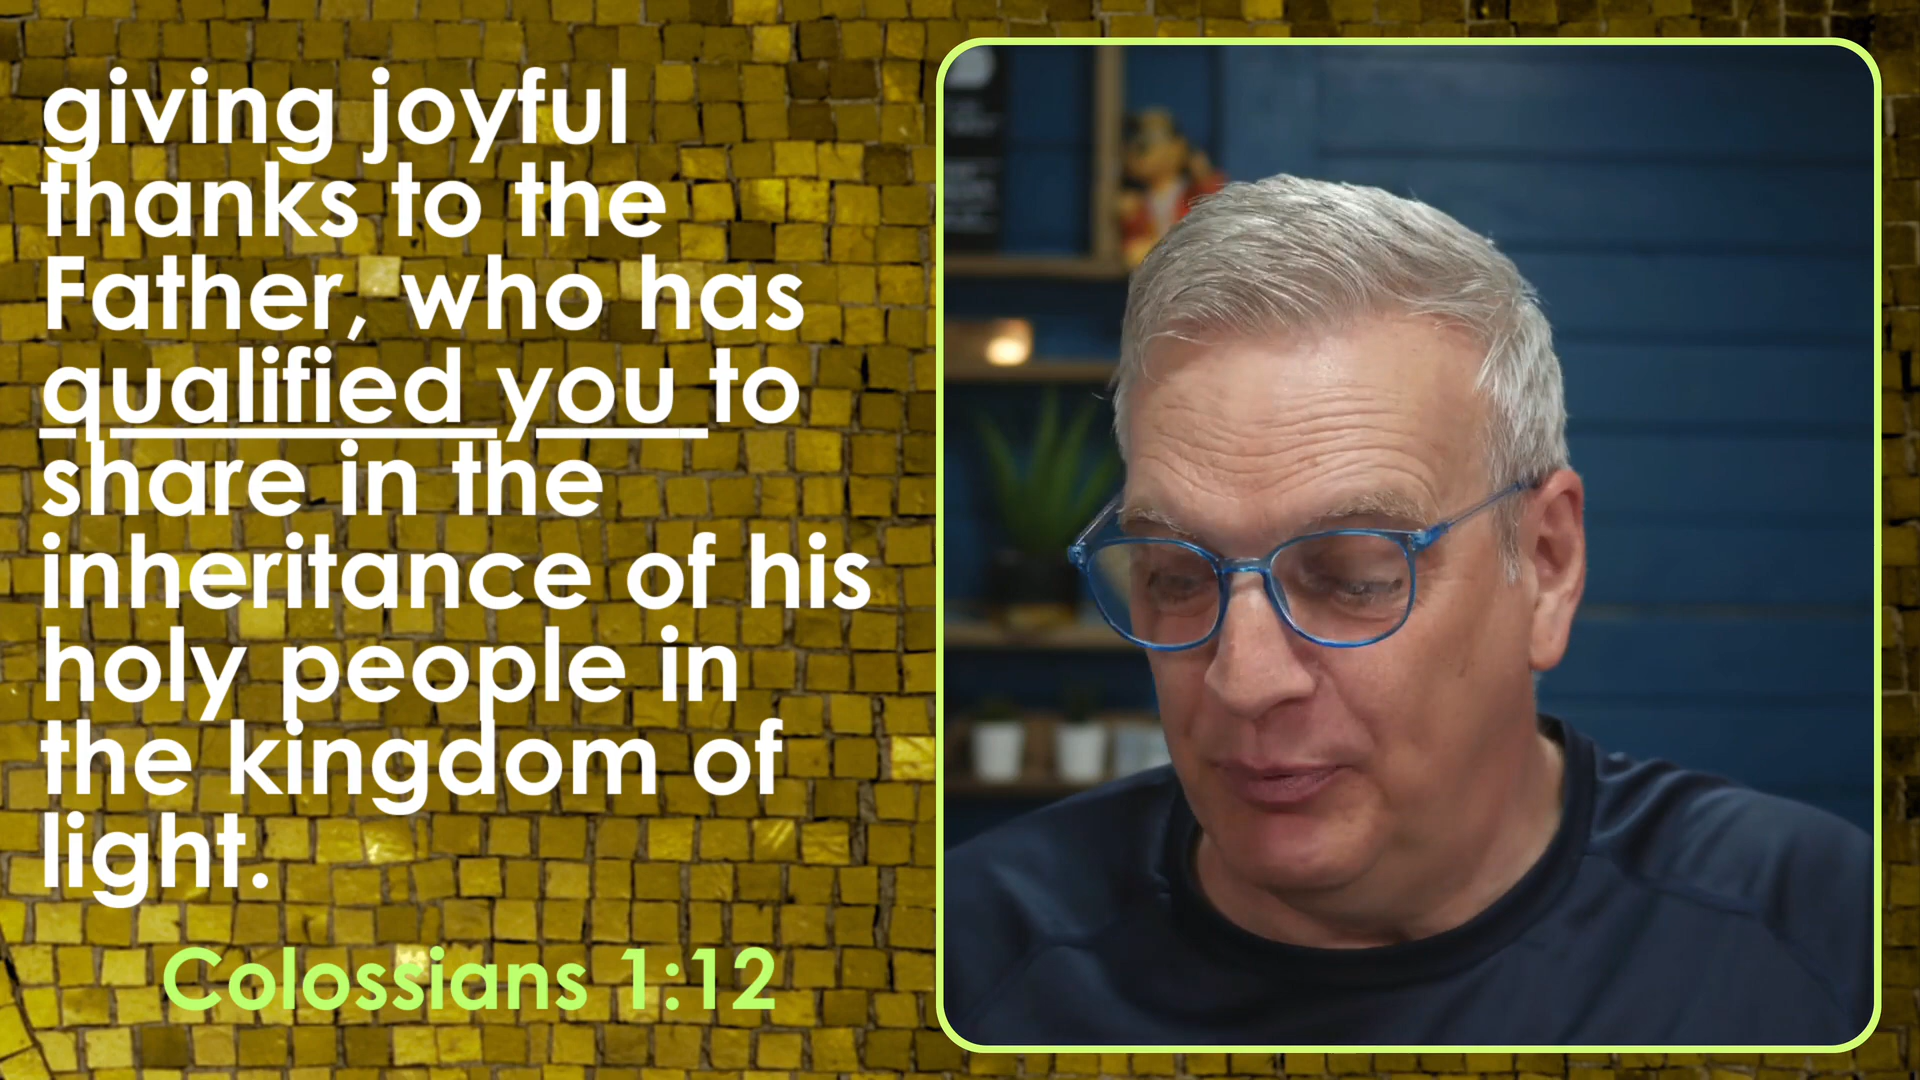 giving joyful
thanks to the
Father, who has
qualified you to
share in the
inheritance of his
holy people in
the kingdom of
light.
Colossians 1:12